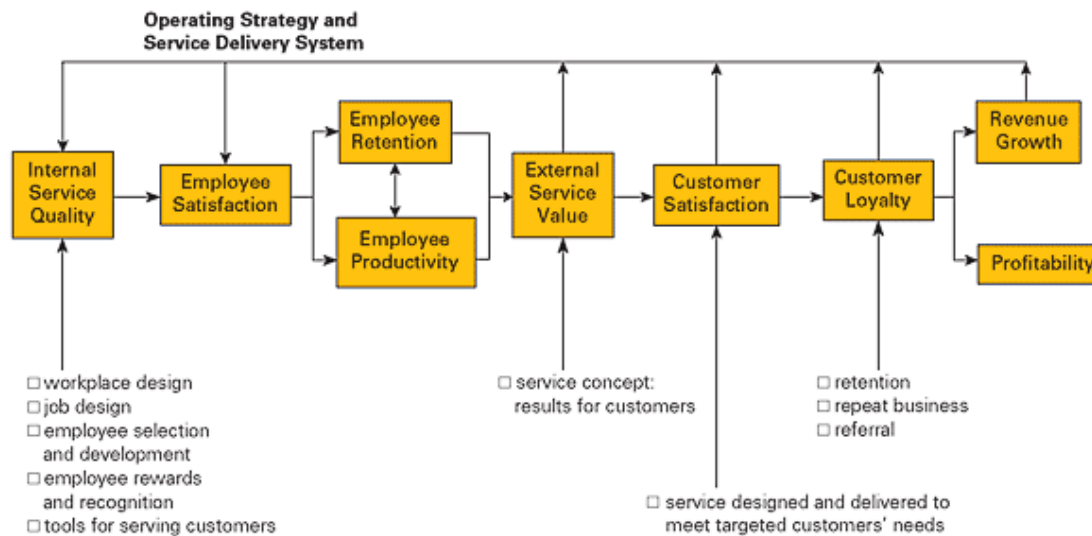 Operating Strategy and
Service Delivery System
Internal
Service
Quality
Employee
Satisfaction
Employee
Retention
Employee
Productivity
External
Service
Value
Customer
Satisfaction
Customer
Loyalty
Revenue
Growth
Profitability
□ workplace design
□ job design
□ employee selection
and development
□ employee rewards
and recognition
□ tools for serving customers
□ service concept:
results for customers
□ service designed and delivered to
meet targeted customers' needs
□ retention
□ repeat business
□ referral